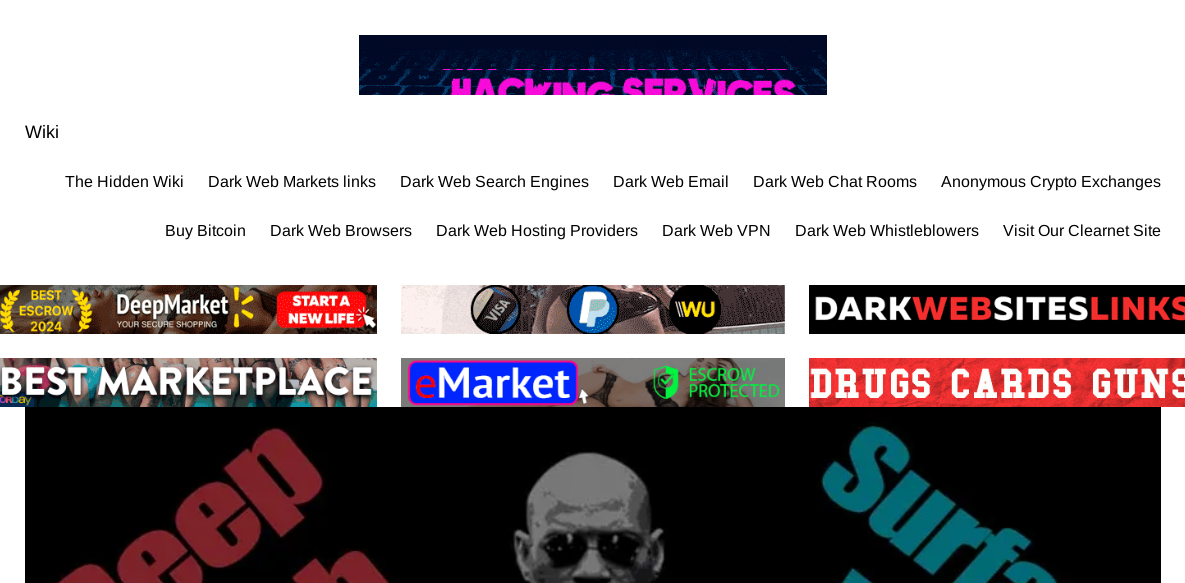 HACKING SERVICES
Wiki
The Hidden Wiki Dark Web Markets links Dark Web Search Engines Dark Web Email Dark Web Chat Rooms Anonymous Crypto Exchanges
Buy Bitcoin Dark Web Browsers Dark Web Hosting Providers Dark Web VPN Dark Web Whistleblowers Visit Our Clearnet Site
BEST
ESCROW
2024
DeepMarket
YOUR SECURE SHOPPING
START A
NEW LIFE
VISA
WU
DARKWEBSITESLINKS
BEST MARKETPLACE
eMarket
ESCROW
PROTECTED
DRUGS CARDS GUNS
Deep
Surfa